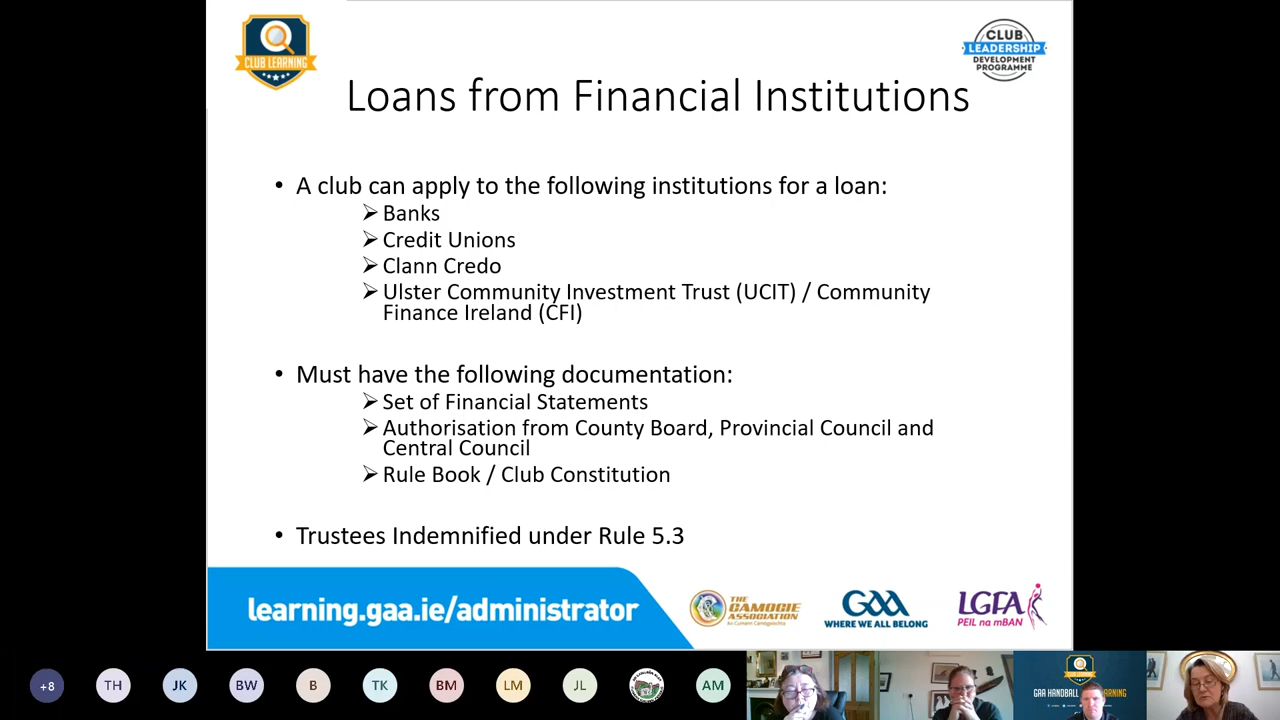 CLUB LEARNING
CLUB
LEADERSHIP
DEVELOPMENT
PROGRAMME
Loans from Financial Institutions
• A club can apply to the following institutions for a loan:
➢ Banks
➢ Credit Unions
➢ Clann Credo
➢ Ulster Community Investment Trust (UCIT) / Community
Finance Ireland (CFI)
• Must have the following documentation:
➢ Set of Financial Statements
➢ Authorisation from County Board, Provincial Council and
Central Council
➢ Rule Book / Club Constitution
• Trustees Indemnified under Rule 5.3
learning.gaa.ie/administrator
THE
CAMOGIE
ASSOCIATION
An Cumann Camógaíochta
GAA
WHERE WE ALL BELONG
LGFA
PEIL na mBAN
+8
TH
JK
BW
B
TK
BM
LM
JL
AM
GAA HANDBALL